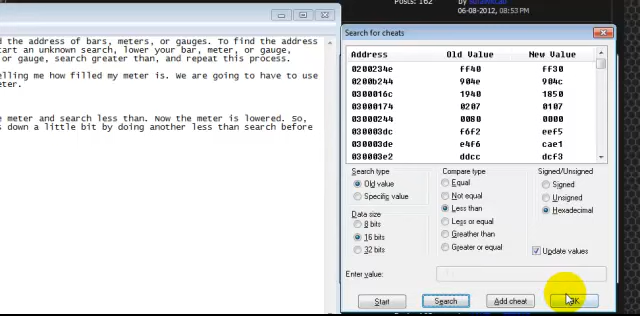 Posts: 162
06-08-2012, 08:53 PM
d the address of bars, meters, or gauges. To find the address
tart an unknown search, lower your bar, meter, or gauge,
or gauge, search greater than, and repeat this process.
elling me how filled my meter is. We are going to have to use
eter.
e meter and search less than. Now the meter is lowered. So,
s down a little bit by doing another less than search before
Search for cheats
Address Old Value New Value
0200234e ff40 ff30
0200b244 904e 904c
0300016c 1940 1850
03000174 0207 0107
03000244 0080 0000
030003dc f6f2 eef5
030003de e4f6 cae1
030003e2 ddcc dcf3
Search type Compare type Signed/Unsigned
Old value Equal Signed
Specific value Not equal Unsigned
Less than Hexadecimal
Data size Less or equal
8 bits Greather than
16 bits Greater or equal Update values
32 bits
Enter value:
Start Search Add cheat OK